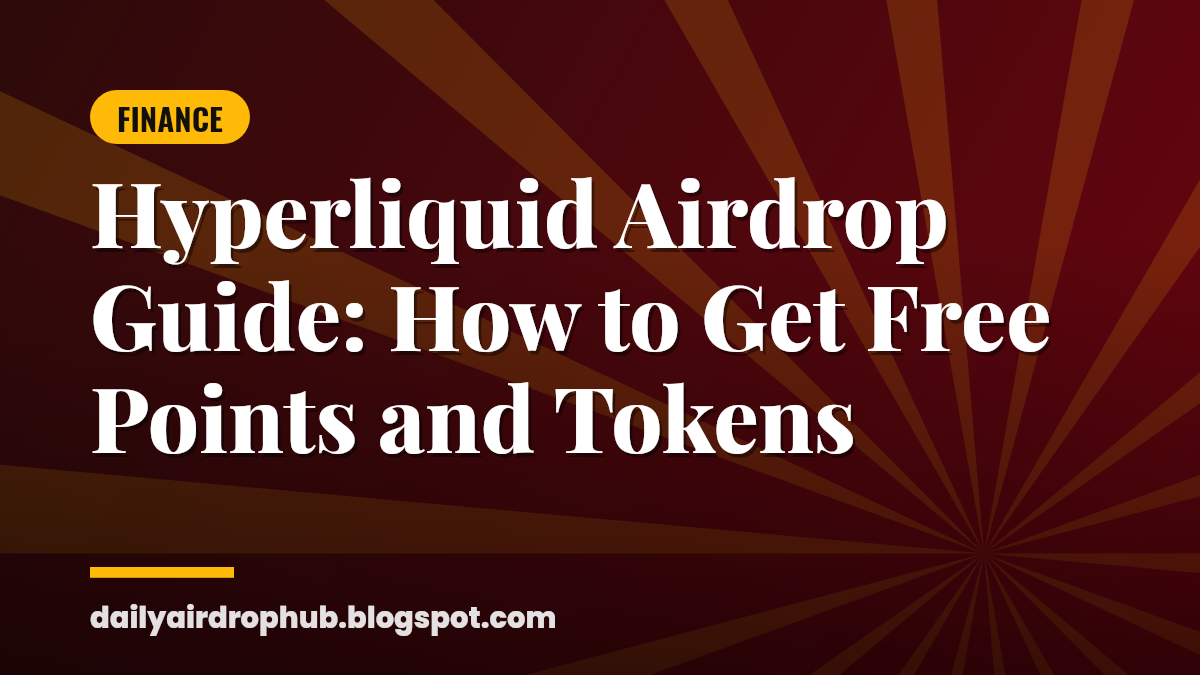 FINANCE
Hyperliquid Airdrop
Guide: How to Get Free
Points and Tokens
dailyairdrophub.blogspot.com